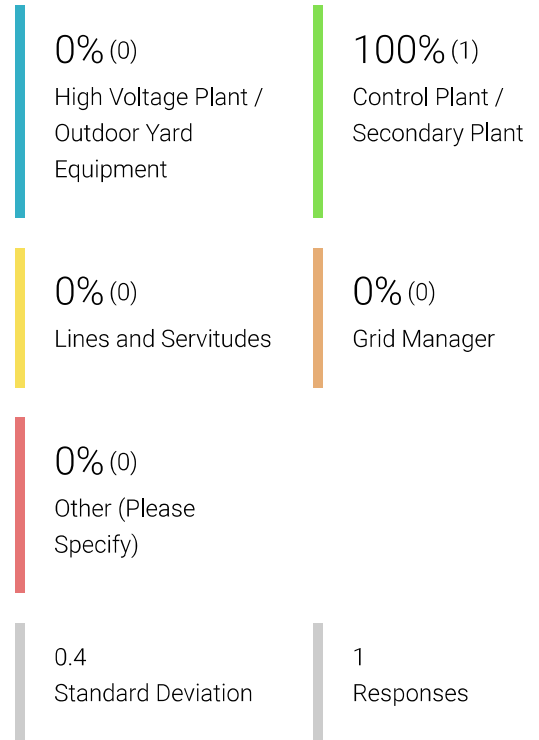 0% (0)
High Voltage Plant /
Outdoor Yard
Equipment
100% (1)
Control Plant /
Secondary Plant
0% (0)
Lines and Servitudes
0% (0)
Grid Manager
0% (0)
Other (Please
Specify)
0.4
Standard Deviation
1
Responses